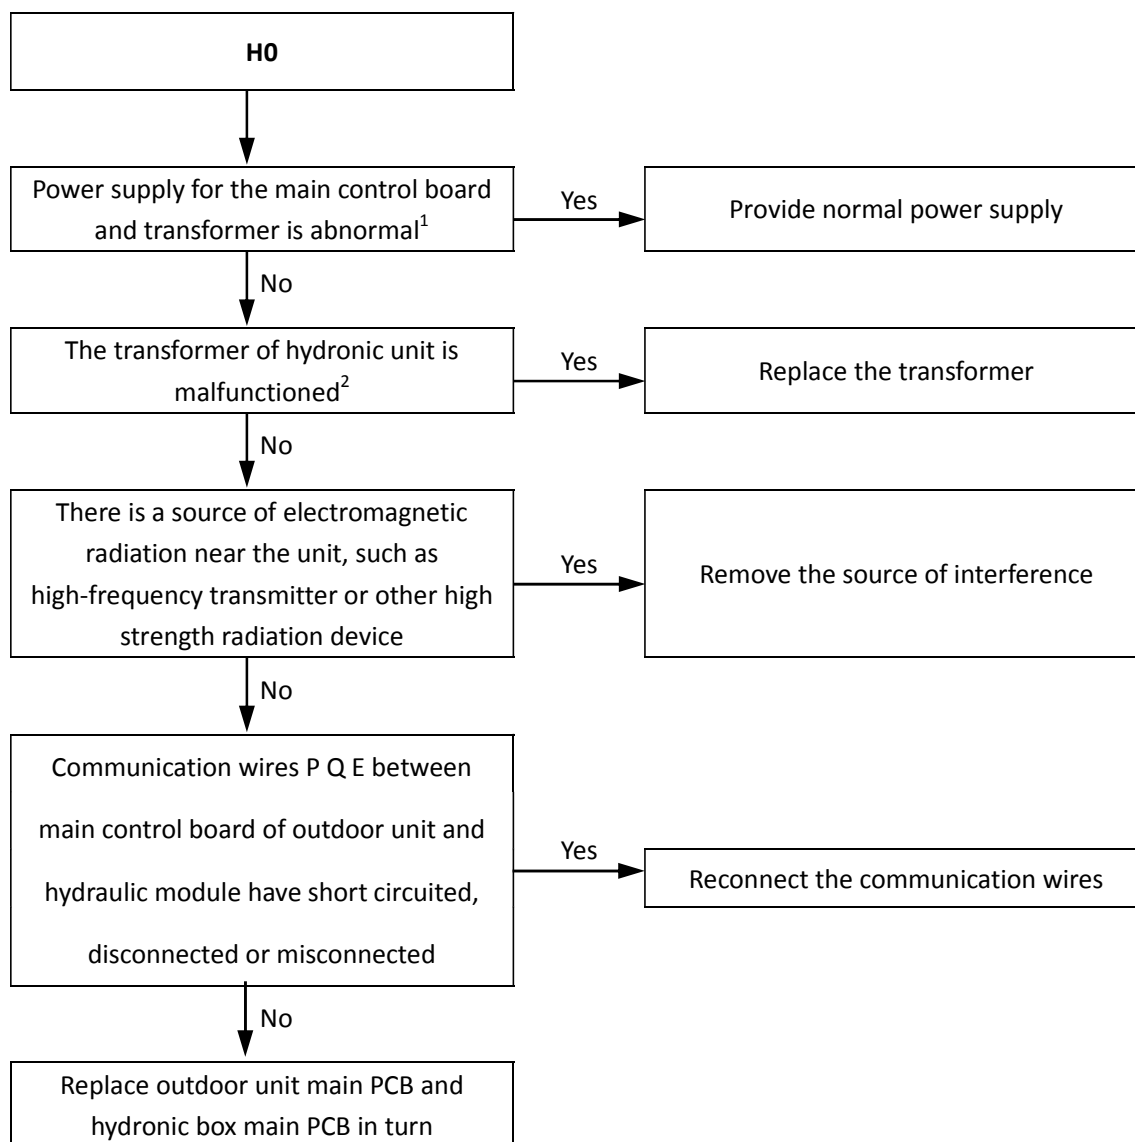 H0
Power supply for the main control board
and transformer is abnormal1
Yes
Provide normal power supply
No
The transformer of hydronic unit is
malfunctioned2
Yes
Replace the transformer
No
There is a source of electromagnetic
radiation near the unit, such as
high-frequency transmitter or other high
strength radiation device
Yes
Remove the source of interference
No
Communication wires P Q E between
main control board of outdoor unit and
hydraulic module have short circuited,
disconnected or misconnected
Yes
Reconnect the communication wires
No
Replace outdoor unit main PCB and
hydronic box main PCB in turn